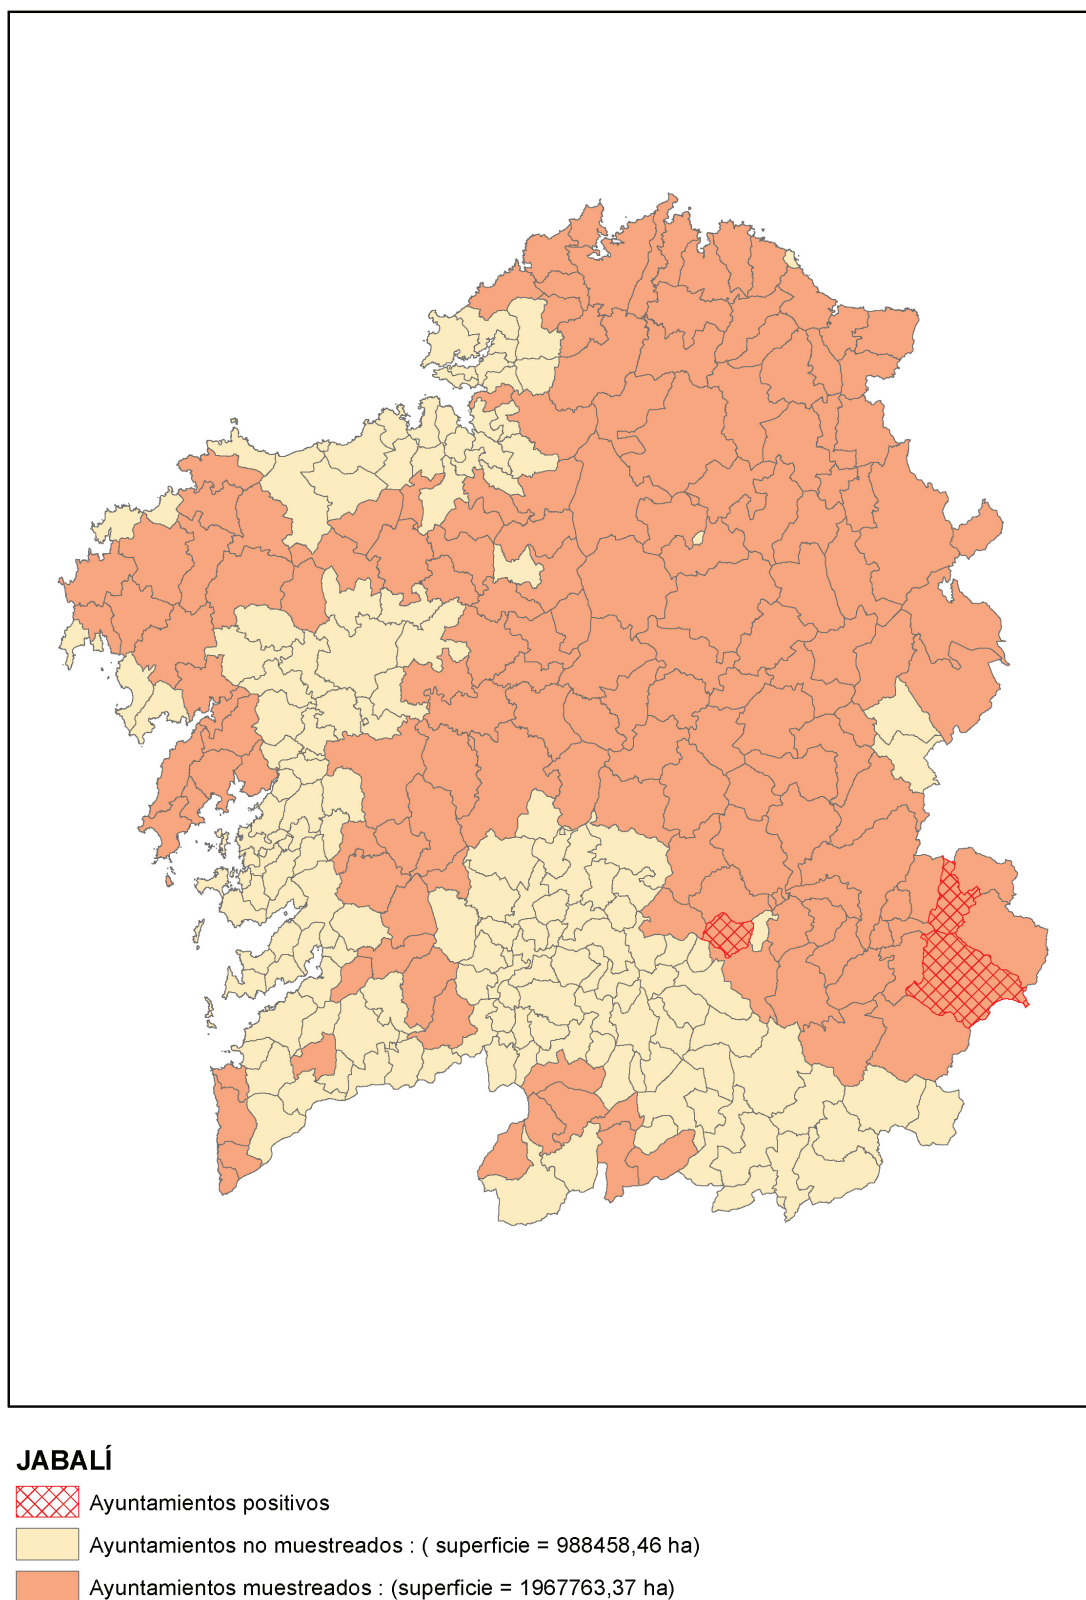 JABALÍ
Ayuntamientos positivos
Ayuntamientos no muestreados : ( superficie = 988458,46 ha)
Ayuntamientos muestreados : (superficie = 1967763,37 ha)